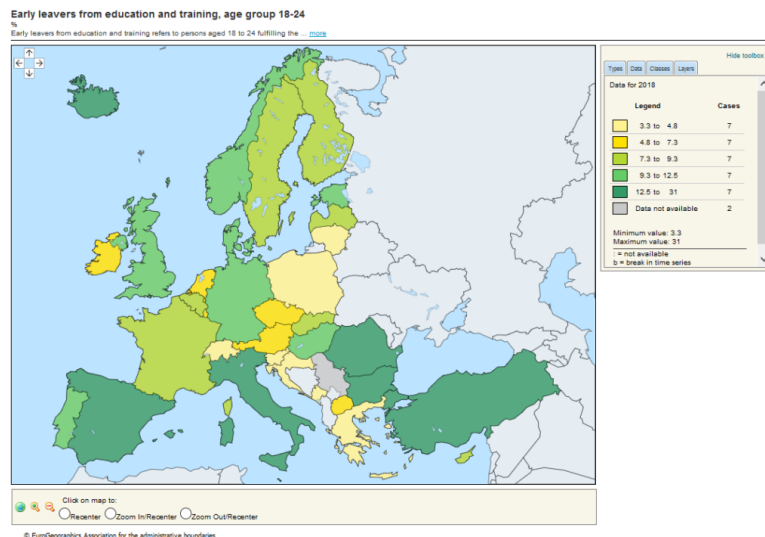 Early leavers from education and training, age group 18-24
%
Early leavers from education and training refers to persons aged 18 to 24 fulfilling the ... more
Hide toolbox
Types Data Classes Layers
Data for 2018
Legend Cases
3.3 to 4.8 7
4.8 to 7.3 7
7.3 to 9.3 7
9.3 to 12.5 7
12.5 to 31 7
Data not available 2
Minimum value: 3.3
Maximum value: 31
: = not available
b = break in time series
Click on map to:
Recenter Zoom In/Recenter Zoom Out/Recenter
© EuroGeographics Association for the administrative boundaries